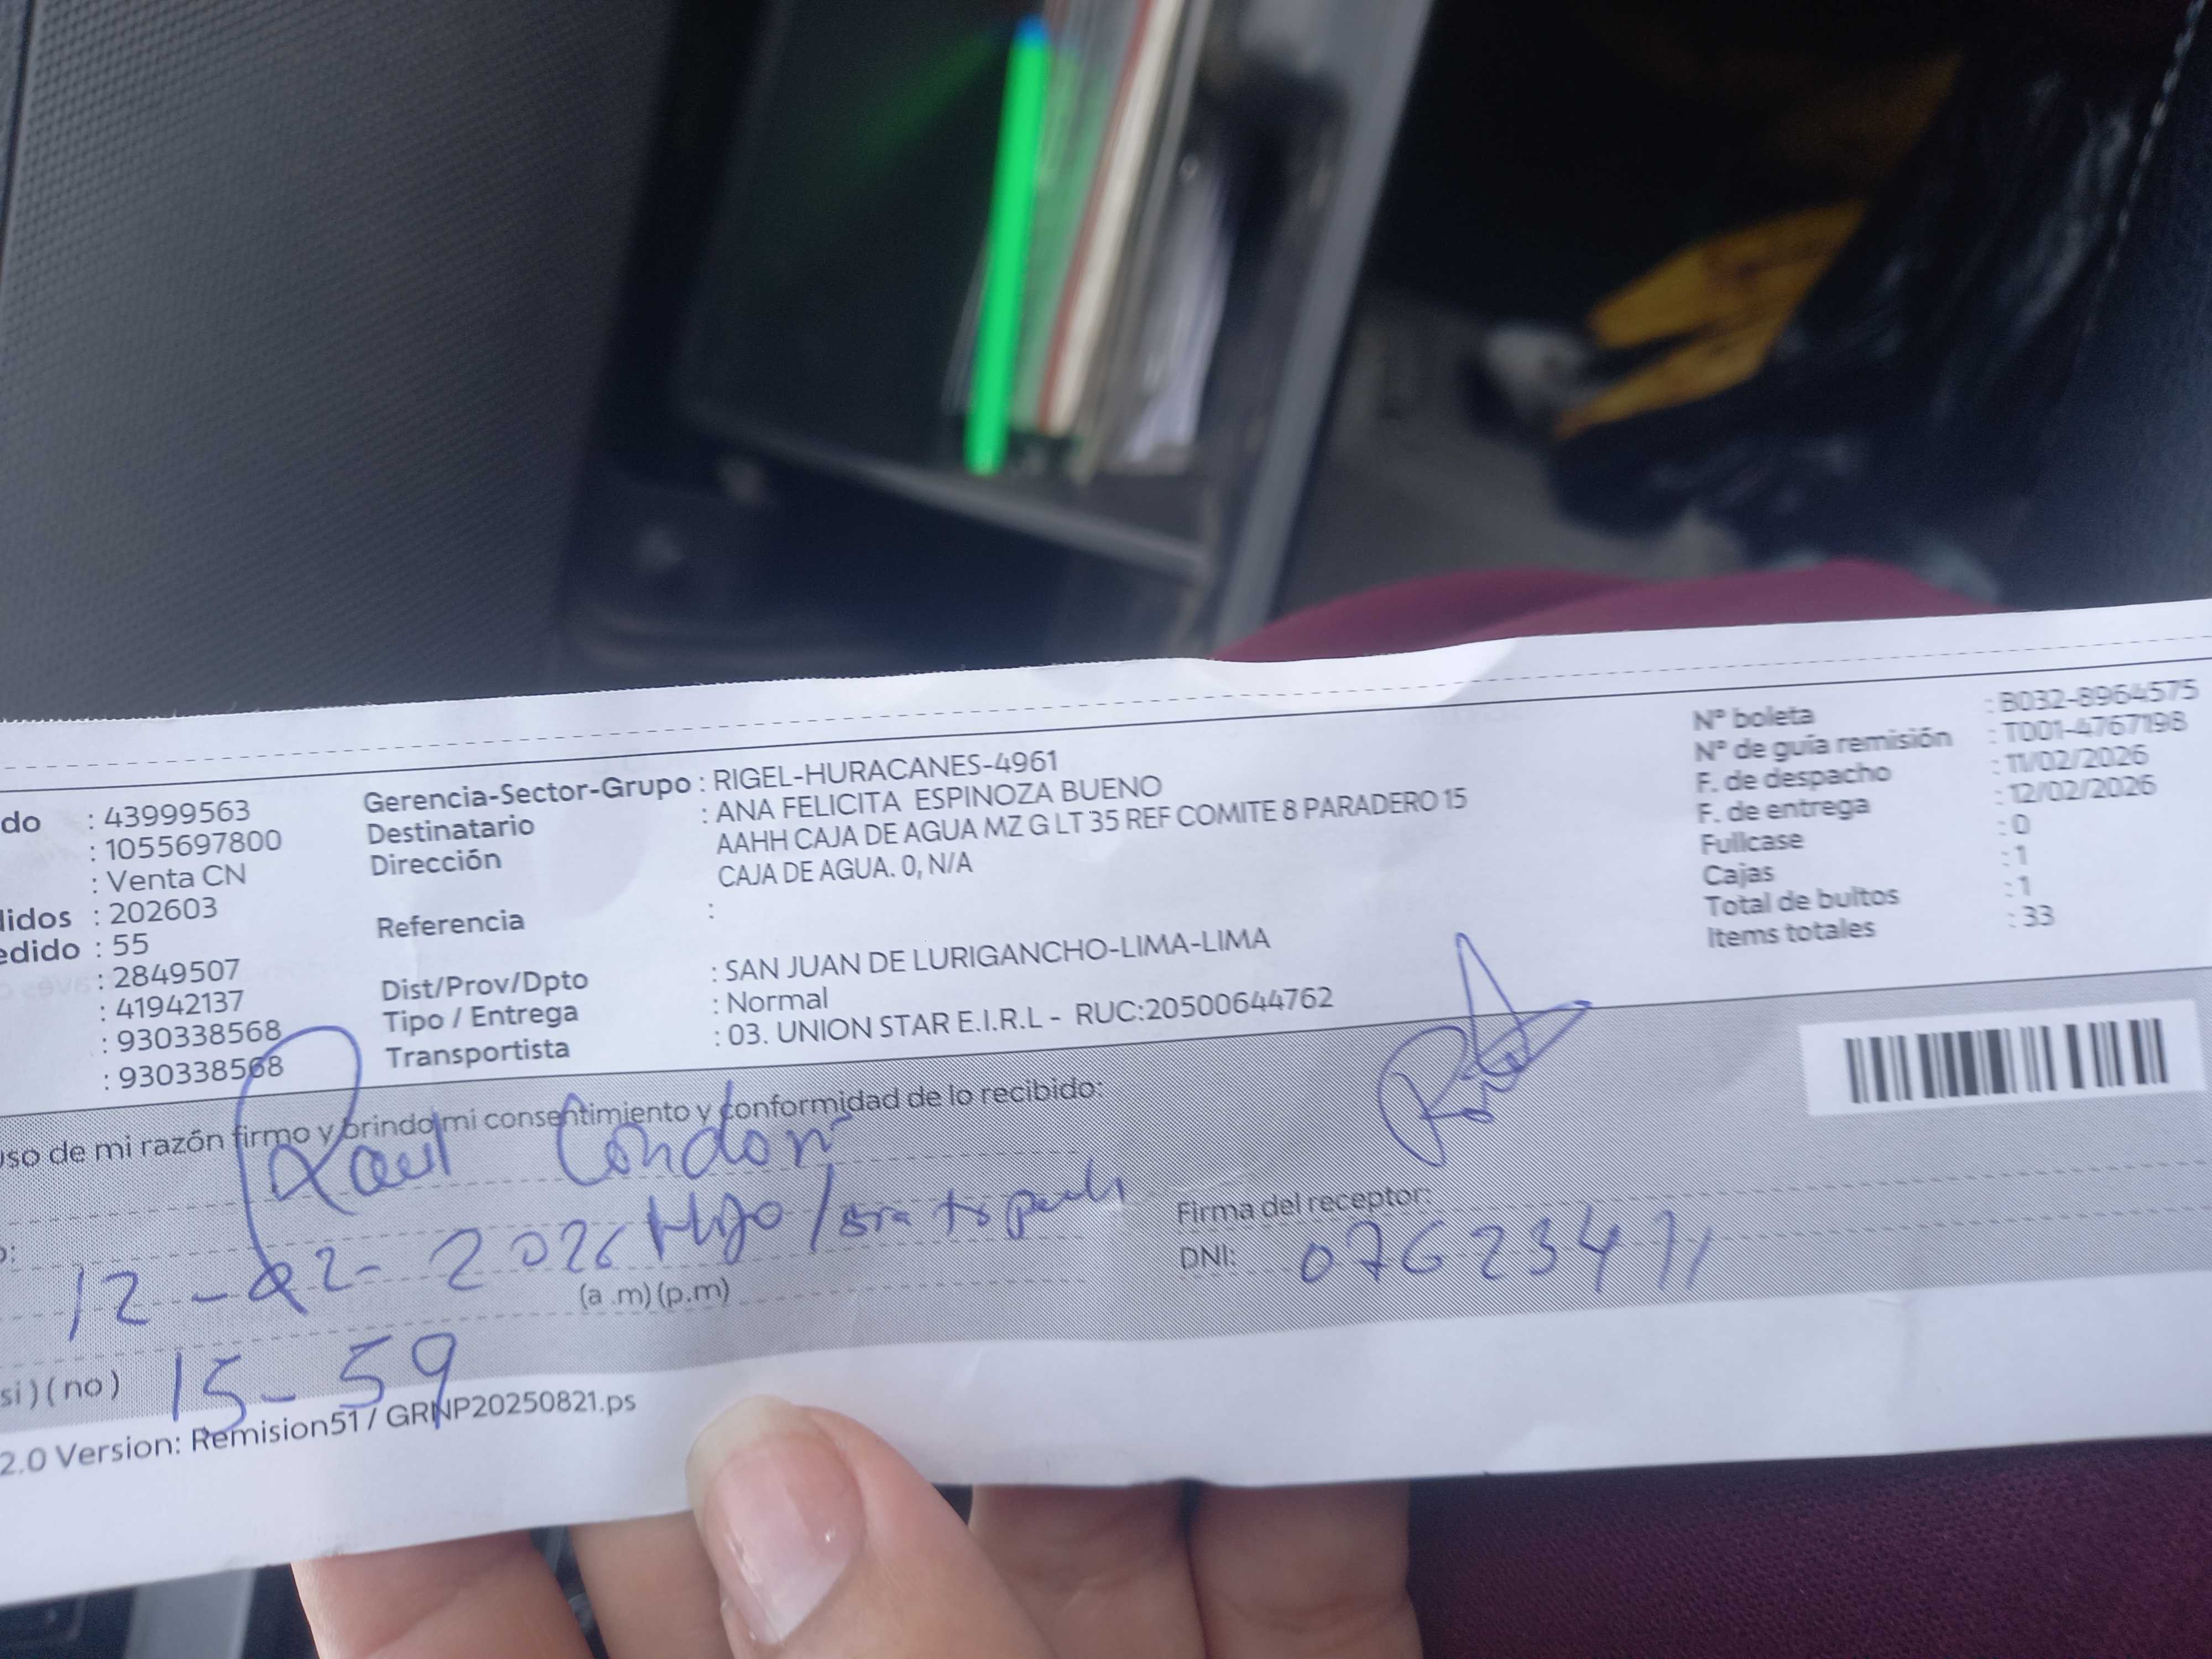 do : 43999563
: 1055697800
: Venta CN
didos : 202603
edido : 55
: 2849507
: 41942137
: 930338568
: 930338568
Gerencia-Sector-Grupo : RIGEL-HURACANES-4961
Destinatario : ANA FELICITA ESPINOZA BUENO
Dirección AAHH CAJA DE AGUA MZ G LT 35 REF COMITE 8 PARADERO 15
CAJA DE AGUA. 0, N/A
Referencia :
Dist/Prov/Dpto : SAN JUAN DE LURIGANCHO-LIMA-LIMA
Tipo / Entrega : Normal
Transportista : 03. UNION STAR E.I.R.L - RUC:20500644762
Nº boleta : B032-8964575
Nº de guía remisión : T001-4767198
F. de despacho : 11/02/2026
F. de entrega : 12/02/2026
Fullcase : 0
Cajas : 1
Total de bultos : 1
Items totales : 33
uso de mi razón firmo y brindo mi consentimiento y conformidad de lo recibido:
Raul Condor
o: 12-02-2026 Hijo /
(a .m) (p.m)
Firma del receptor:
DNI:
si ) ( no ) 15-59
2.0 Version: Remision51 / GRNP20250821.ps